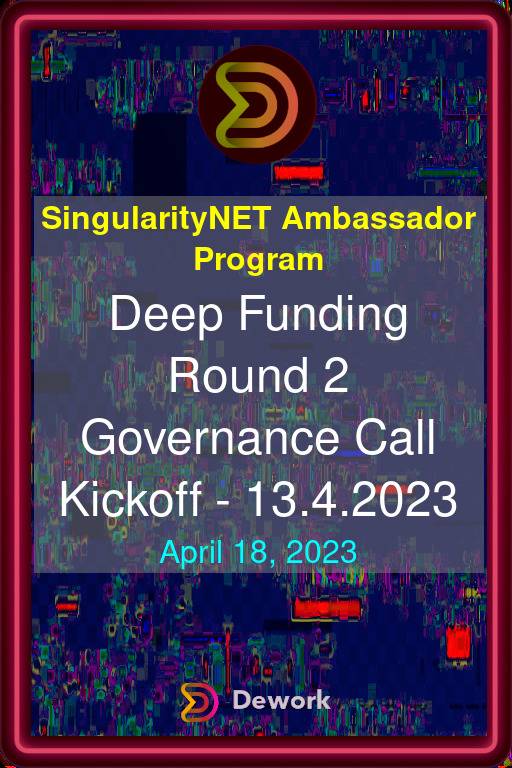 SingularityNET Ambassador
Program
Deep Funding
Round 2
Governance Call
Kickoff - 13.4.2023
April 18, 2023
Dework